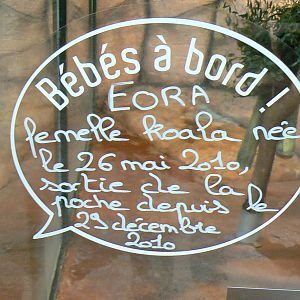 Bébés à bord !
EORA
femelle koala née
le 26 mai 2010,
sortie de la
poche depuis le
29 décembre
2010